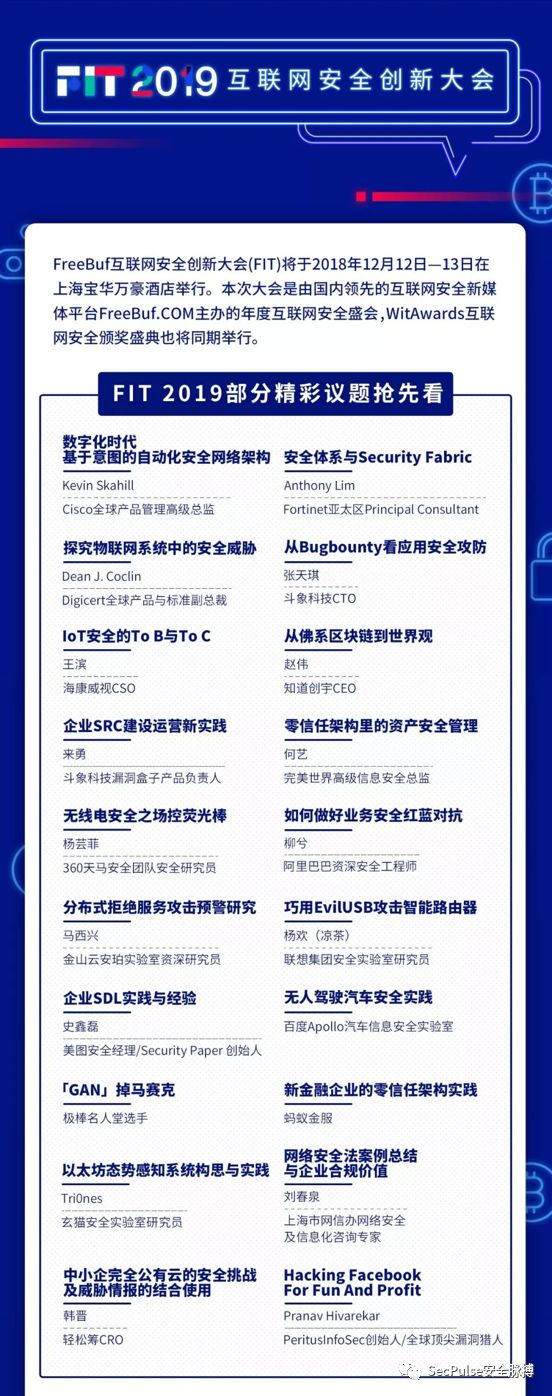 FIT 2019 互联网安全创新大会
FreeBuf互联网安全创新大会(FIT)将于2018年12月12日—13日在
上海宝华万豪酒店举行。本次大会是由国内领先的互联网安全新媒
体平台FreeBuf.COM主办的年度互联网安全盛会,WitAwards互联
网安全颁奖盛典也将同期举行。
FIT 2019部分精彩议题抢先看
数字化时代
基于意图的自动化安全网络架构
Kevin Skahill
Cisco全球产品管理高级总监
安全体系与Security Fabric
Anthony Lim
Fortinet亚太区Principal Consultant
探究物联网系统中的安全威胁
Dean J. Coclin
Digicert全球产品与标准副总裁
从Bugbounty看应用安全攻防
张天琪
斗象科技CTO
IoT安全的To B与To C
王滨
海康威视CSO
从佛系区块链到世界观
赵伟
知道创宇CEO
企业SRC建设运营新实践
来勇
斗象科技漏洞盒子产品负责人
零信任架构里的资产安全管理
何艺
完美世界高级信息安全总监
无线电安全之场控荧光棒
杨芸菲
360天马安全团队安全研究员
如何做好业务安全红蓝对抗
柳兮
阿里巴巴资深安全工程师
分布式拒绝服务攻击预警研究
马西兴
金山云安珀实验室资深研究员
巧用EvilUSB攻击智能路由器
杨欢（凉茶）
联想集团安全实验室研究员
企业SDL实践与经验
史鑫磊
美图安全经理/Security Paper 创始人
无人驾驶汽车安全实践
百度Apollo汽车信息安全实验室
「GAN」掉马赛克
极棒名人堂选手
新金融企业的零信任架构实践
蚂蚁金服
以太坊态势感知系统构思与实践
Tri0nes
玄猫安全实验室研究员
网络安全法案例总结
与企业合规价值
刘春泉
上海市网信办网络安全
及信息化咨询专家
中小企完全公有云的安全挑战
及威胁情报的结合使用
韩晋
轻松筹CRO
Hacking Facebook
For Fun And Profit
Pranav Hivarekar
PeritusInfoSec创始人/全球顶尖漏洞猎人
SecPulse安全脉搏